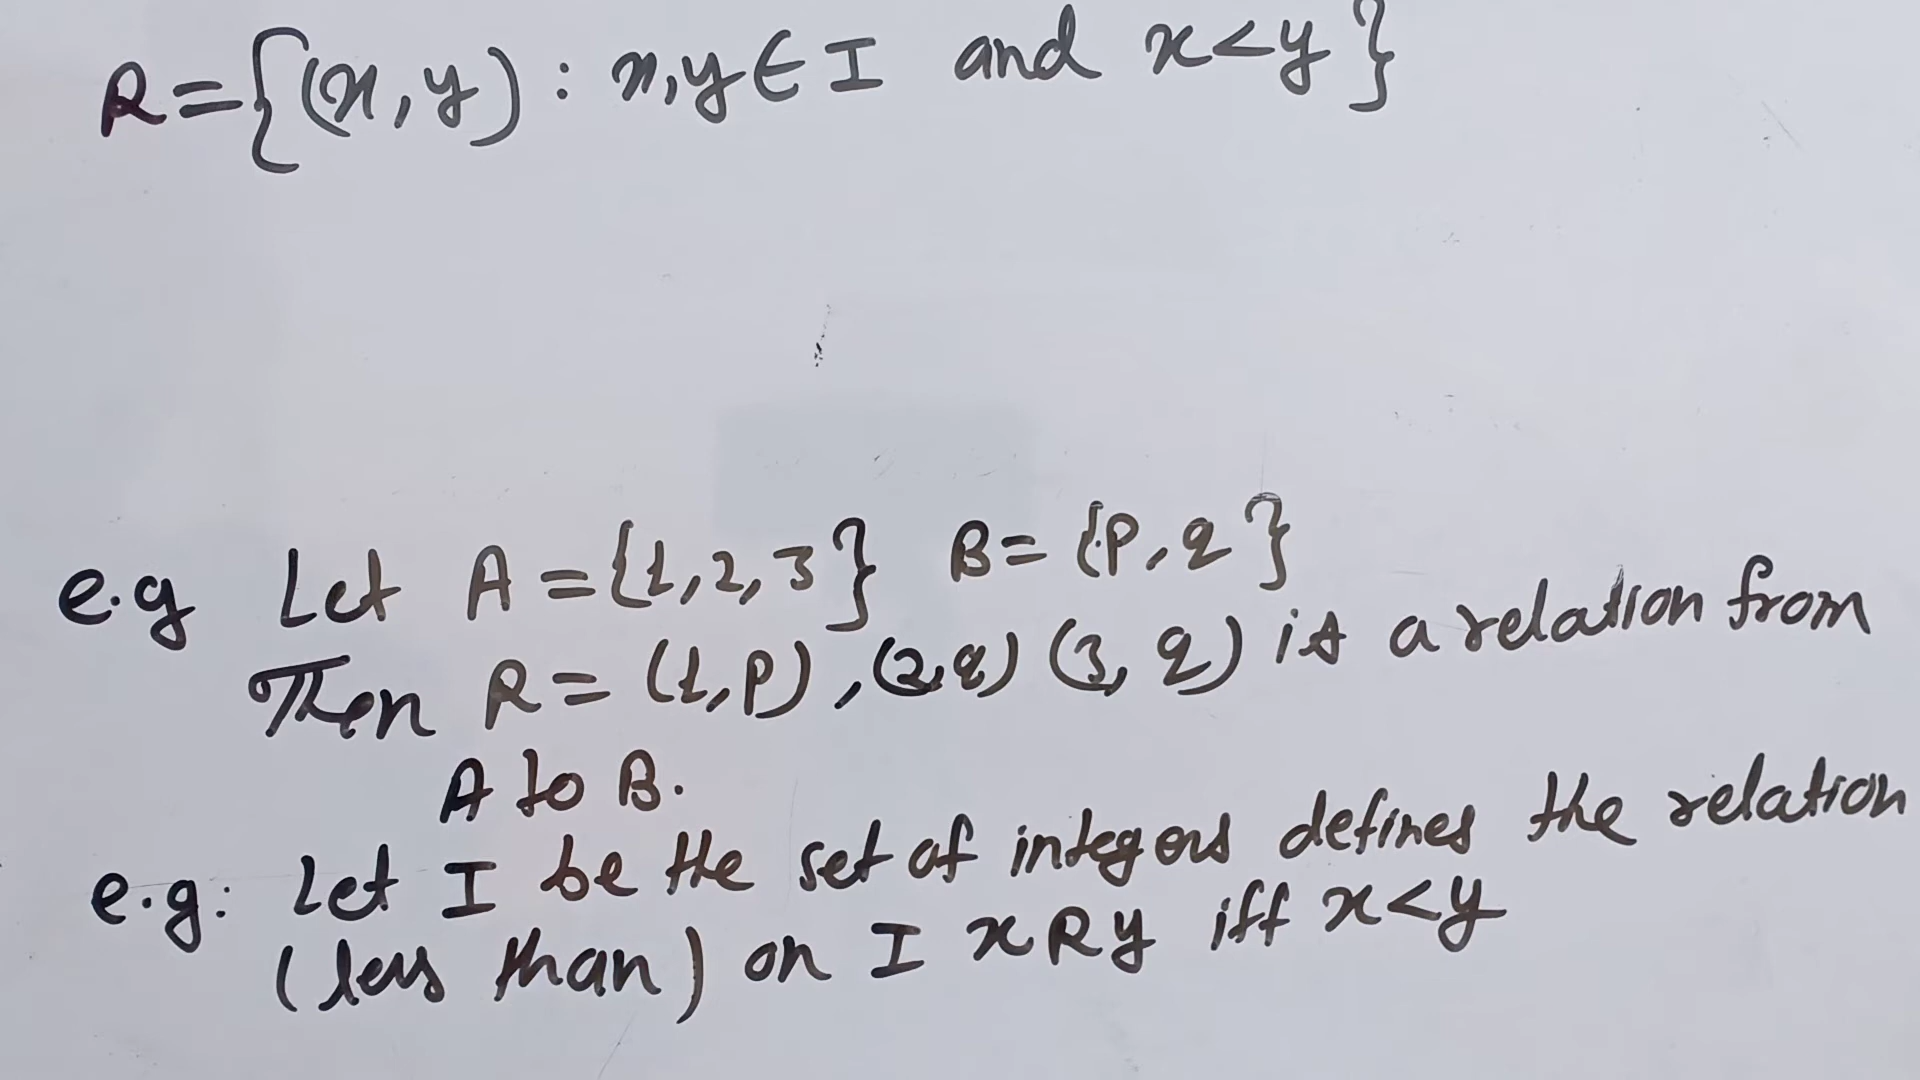 R={(x,y): x,y∈I and x<y}
e.g Let A={1,2,3} B={p,q}
Then R= (1,p),(2,q) (3,q) is a relation from
A to B.
e.g: Let I be the set of integers defines the relation
(less than) on I xRy iff x<y